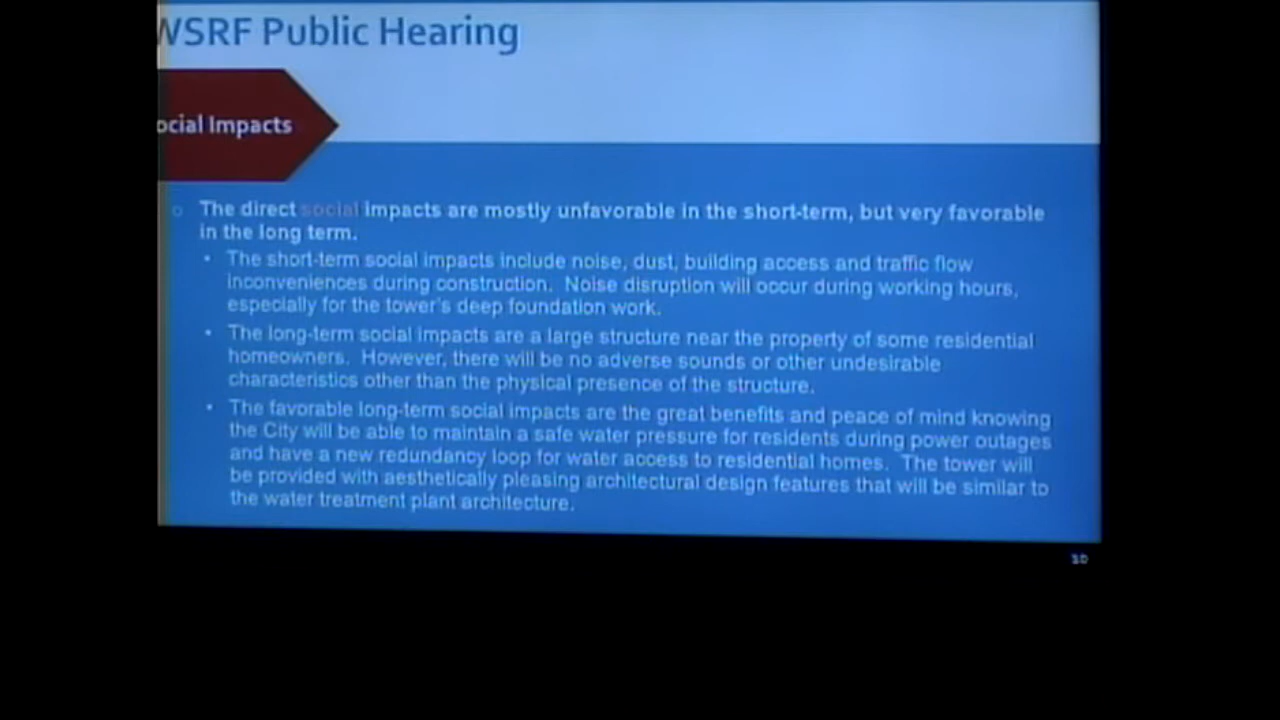 WSRF Public Hearing
ocial Impacts
The direct social impacts are mostly unfavorable in the short-term, but very favorable
in the long term.
• The short-term social impacts include noise, dust, building access and traffic flow
inconveniences during construction. Noise disruption will occur during working hours,
especially for the tower's deep foundation work.
• The long-term social impacts are a large structure near the property of some residential
homeowners. However, there will be no adverse sounds or other undesirable
characteristics other than the physical presence of the structure.
• The favorable long-term social impacts are the great benefits and peace of mind knowing
the City will be able to maintain a safe water pressure for residents during power outages
and have a new redundancy loop for water access to residential homes. The tower will
be provided with aesthetically pleasing architectural design features that will be similar to
the water treatment plant architecture.